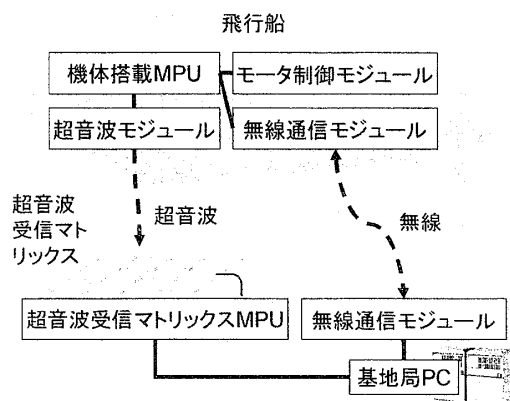 飛行船
機体搭載MPU
モータ制御モジュール
超音波モジュール
無線通信モジュール
超音波
受信マト
リックス
超音波
無線
超音波受信マトリックスMPU
無線通信モジュール
基地局PC